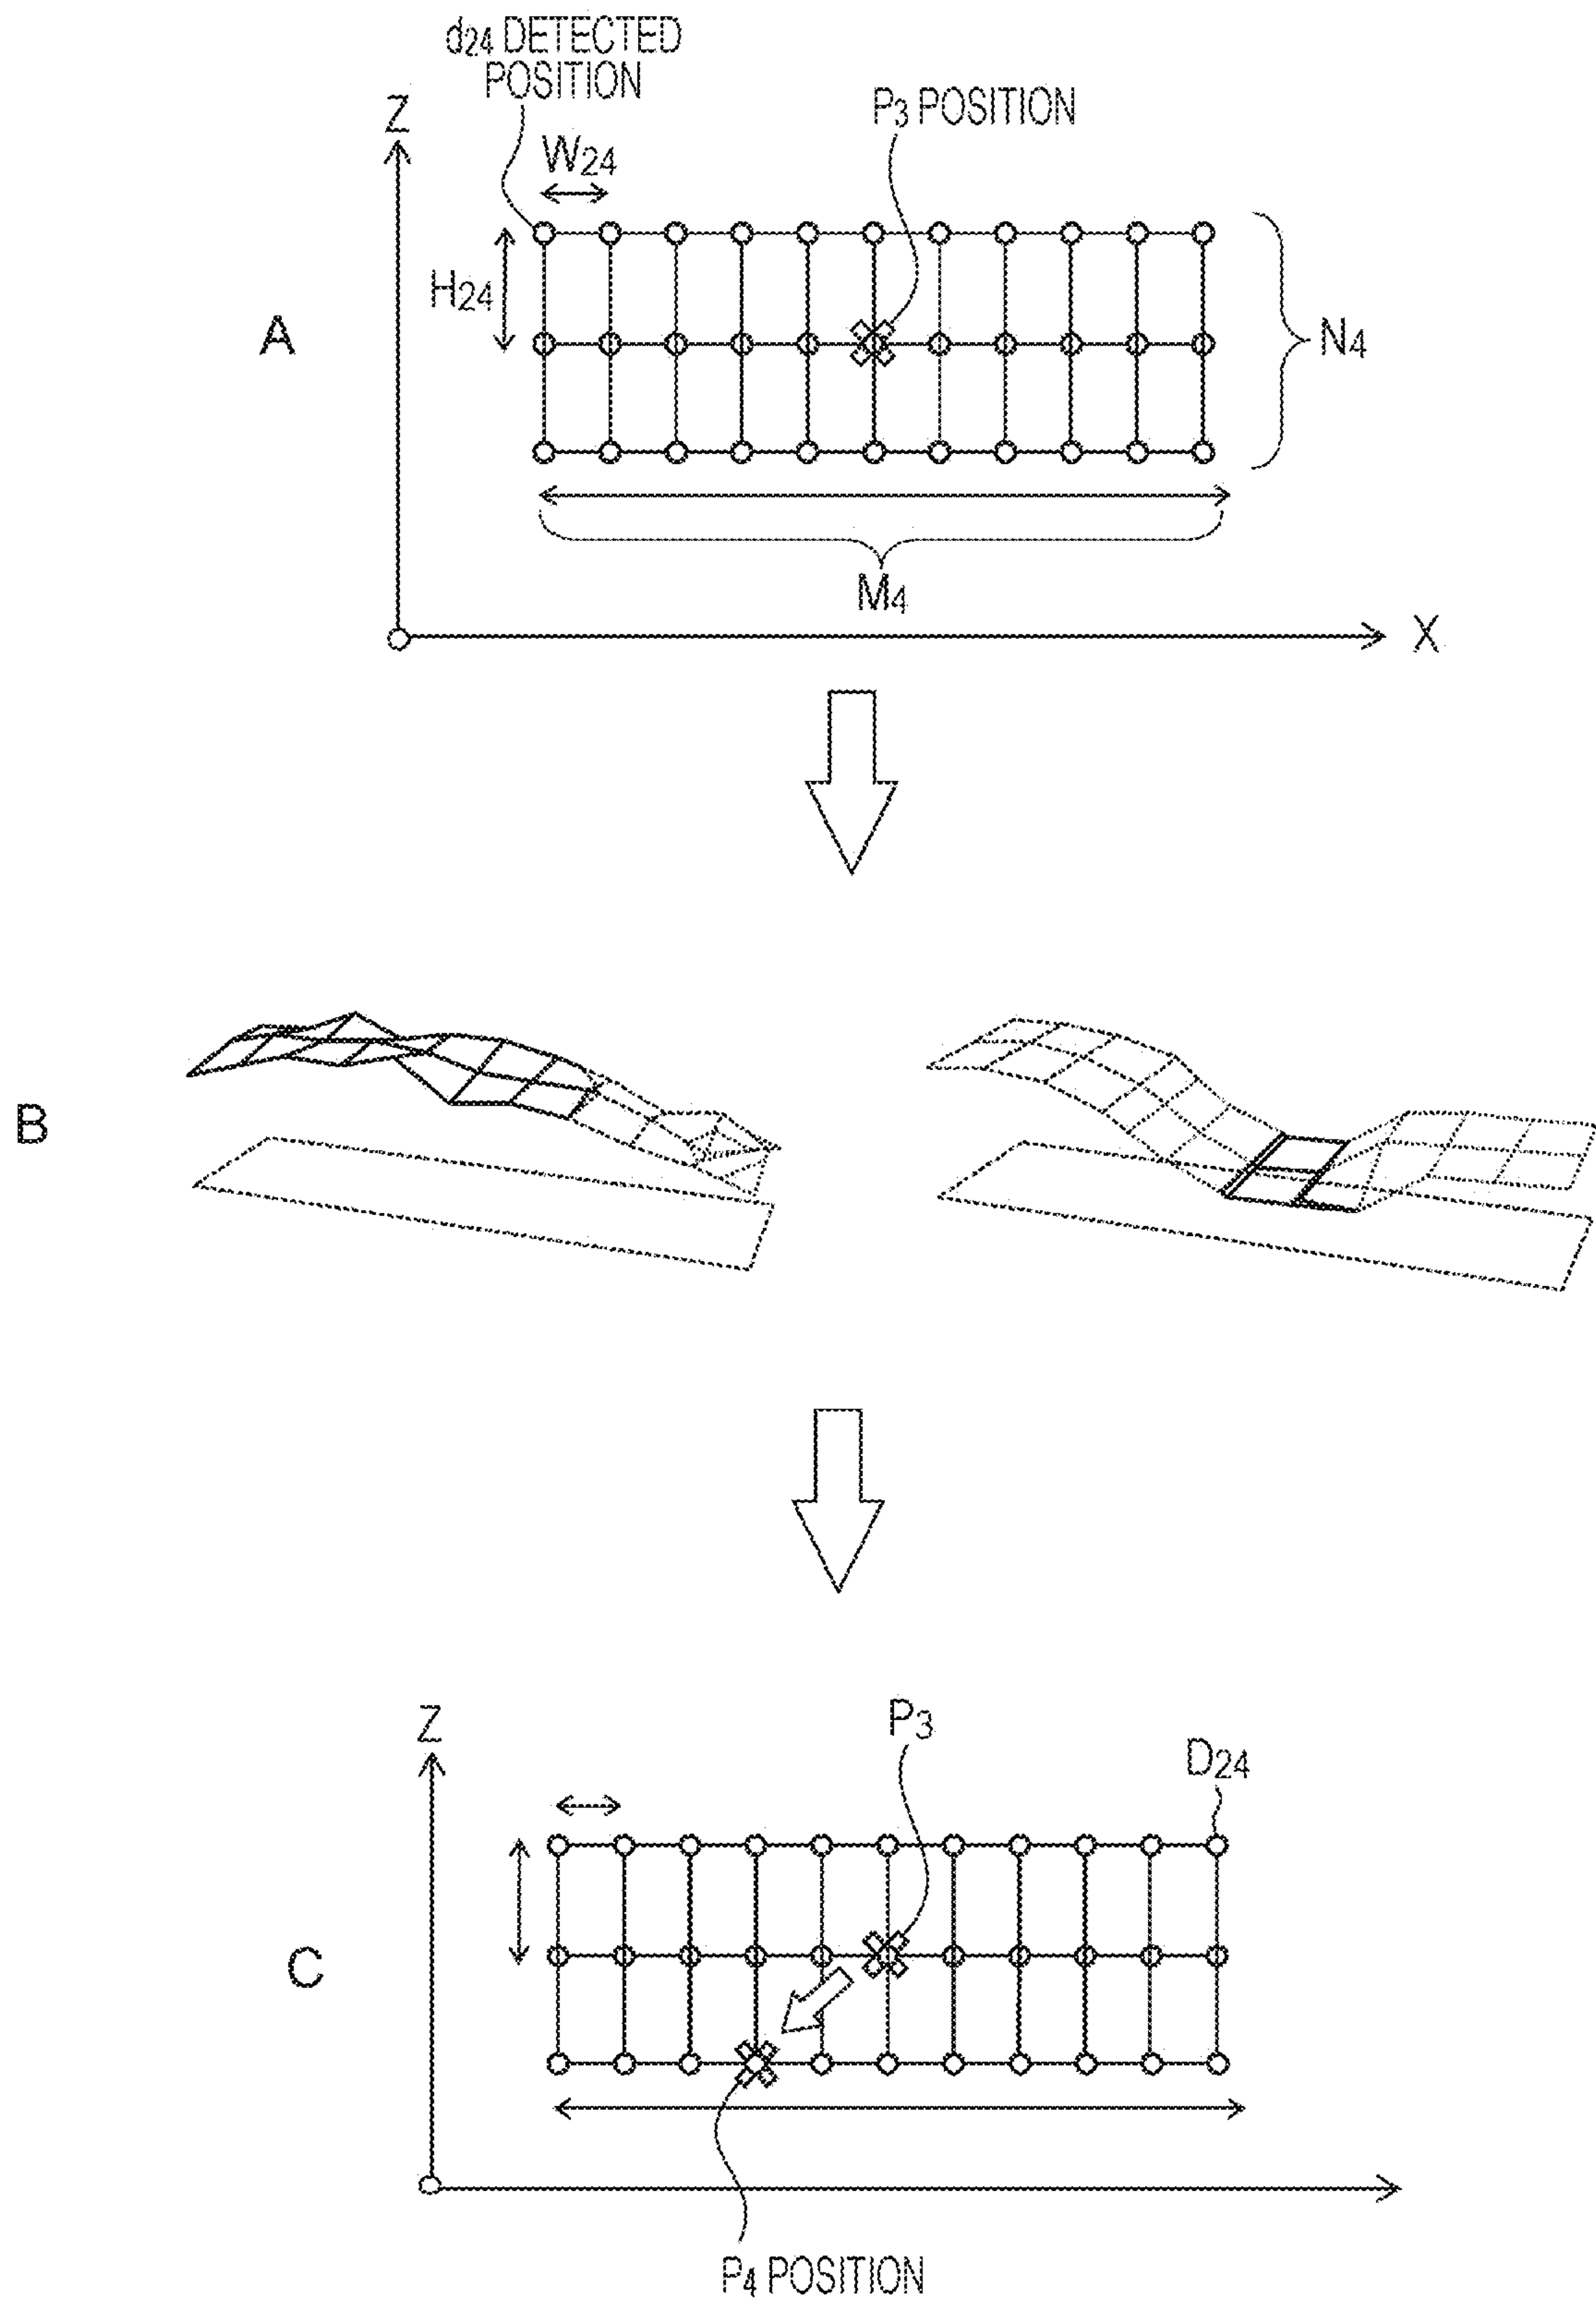 d24 DETECTED
POSITION
Z
P3 POSITION
W24
H24
A
N4
M4
X
B
P3
Z
D24
C
P4 POSITION